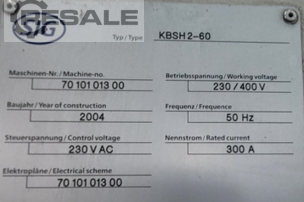 RESALE
SJG
Typ / Type KBSH 2-60
Maschinen-Nr. / Machine-no.
70 101 013 00
Betriebsspannung / Working voltage
230 / 400 V
Baujahr / Year of construction
2004
Frequenz / Frequence
50 Hz
Steuerspannung / Control voltage
230 V AC
Nennstrom / Rated current
300 A
Elektropläne / Electrical scheme
70 101 013 00